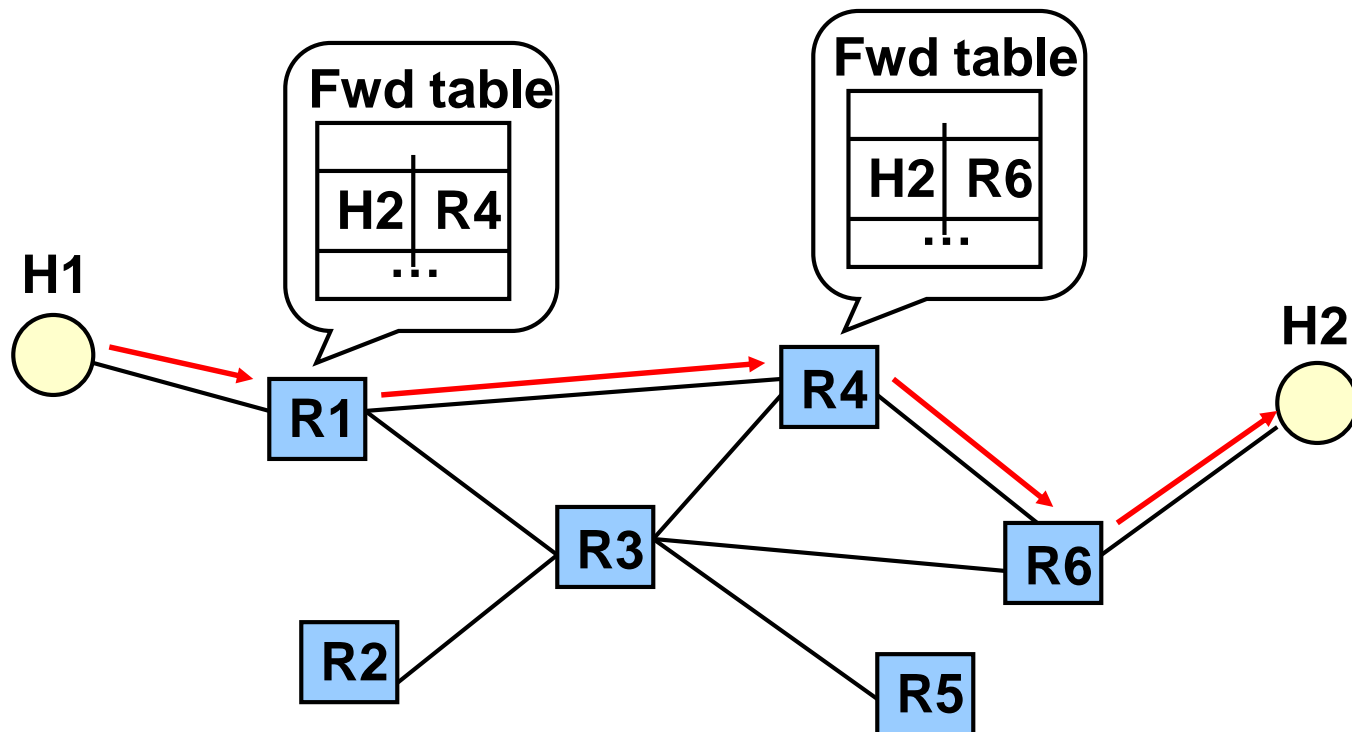 Fwd table
H2 R4
...
Fwd table
H2 R6
...
H1
H2
R1
R4
R3
R6
R2
R5